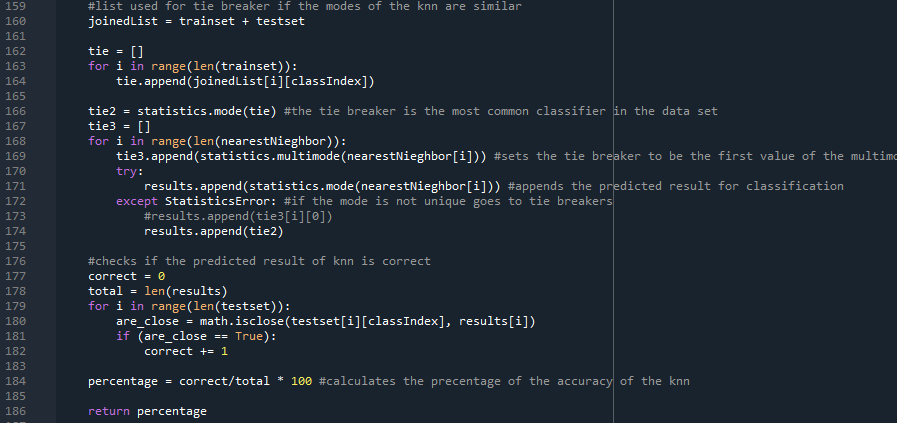 159 #list used for tie breaker if the modes of the knn are similar
160 joinedList = trainset + testset
161
162 tie = []
163 for i in range(len(trainset)):
164 tie.append(joinedList[i][classIndex])
165
166 tie2 = statistics.mode(tie) #the tie breaker is the most common classifier in the data set
167 tie3 = []
168 for i in range(len(nearestNieghbor)):
169 tie3.append(statistics.multimode(nearestNieghbor[i])) #sets the tie breaker to be the first value of the multimo
170 try:
171 results.append(statistics.mode(nearestNieghbor[i])) #appends the predicted result for classification
172 except StatisticsError: #if the mode is not unique goes to tie breakers
173 #results.append(tie3[i][0])
174 results.append(tie2)
175
176 #checks if the predicted result of knn is correct
177 correct = 0
178 total = len(results)
179 for i in range(len(testset)):
180 are_close = math.isclose(testset[i][classIndex], results[i])
181 if (are_close == True):
182 correct += 1
183
184 percentage = correct/total * 100 #calculates the precentage of the accuracy of the knn
185
186 return percentage